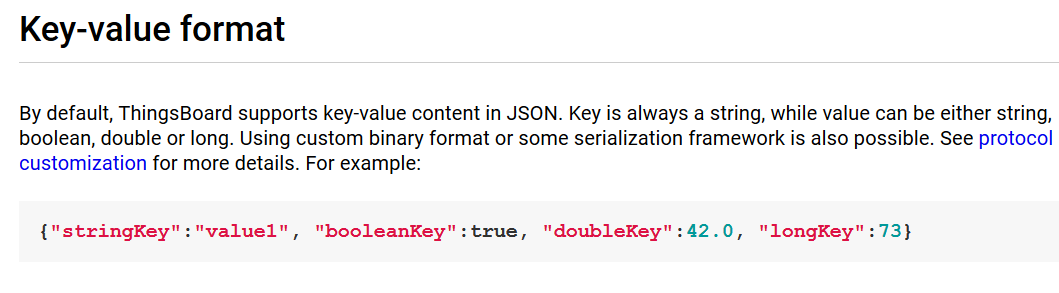 Key-value format
By default, ThingsBoard supports key-value content in JSON. Key is always a string, while value can be either string,
boolean, double or long. Using custom binary format or some serialization framework is also possible. See protocol
customization for more details. For example:
{"stringKey":"value1", "booleanKey":true, "doubleKey":42.0, "longKey":73}